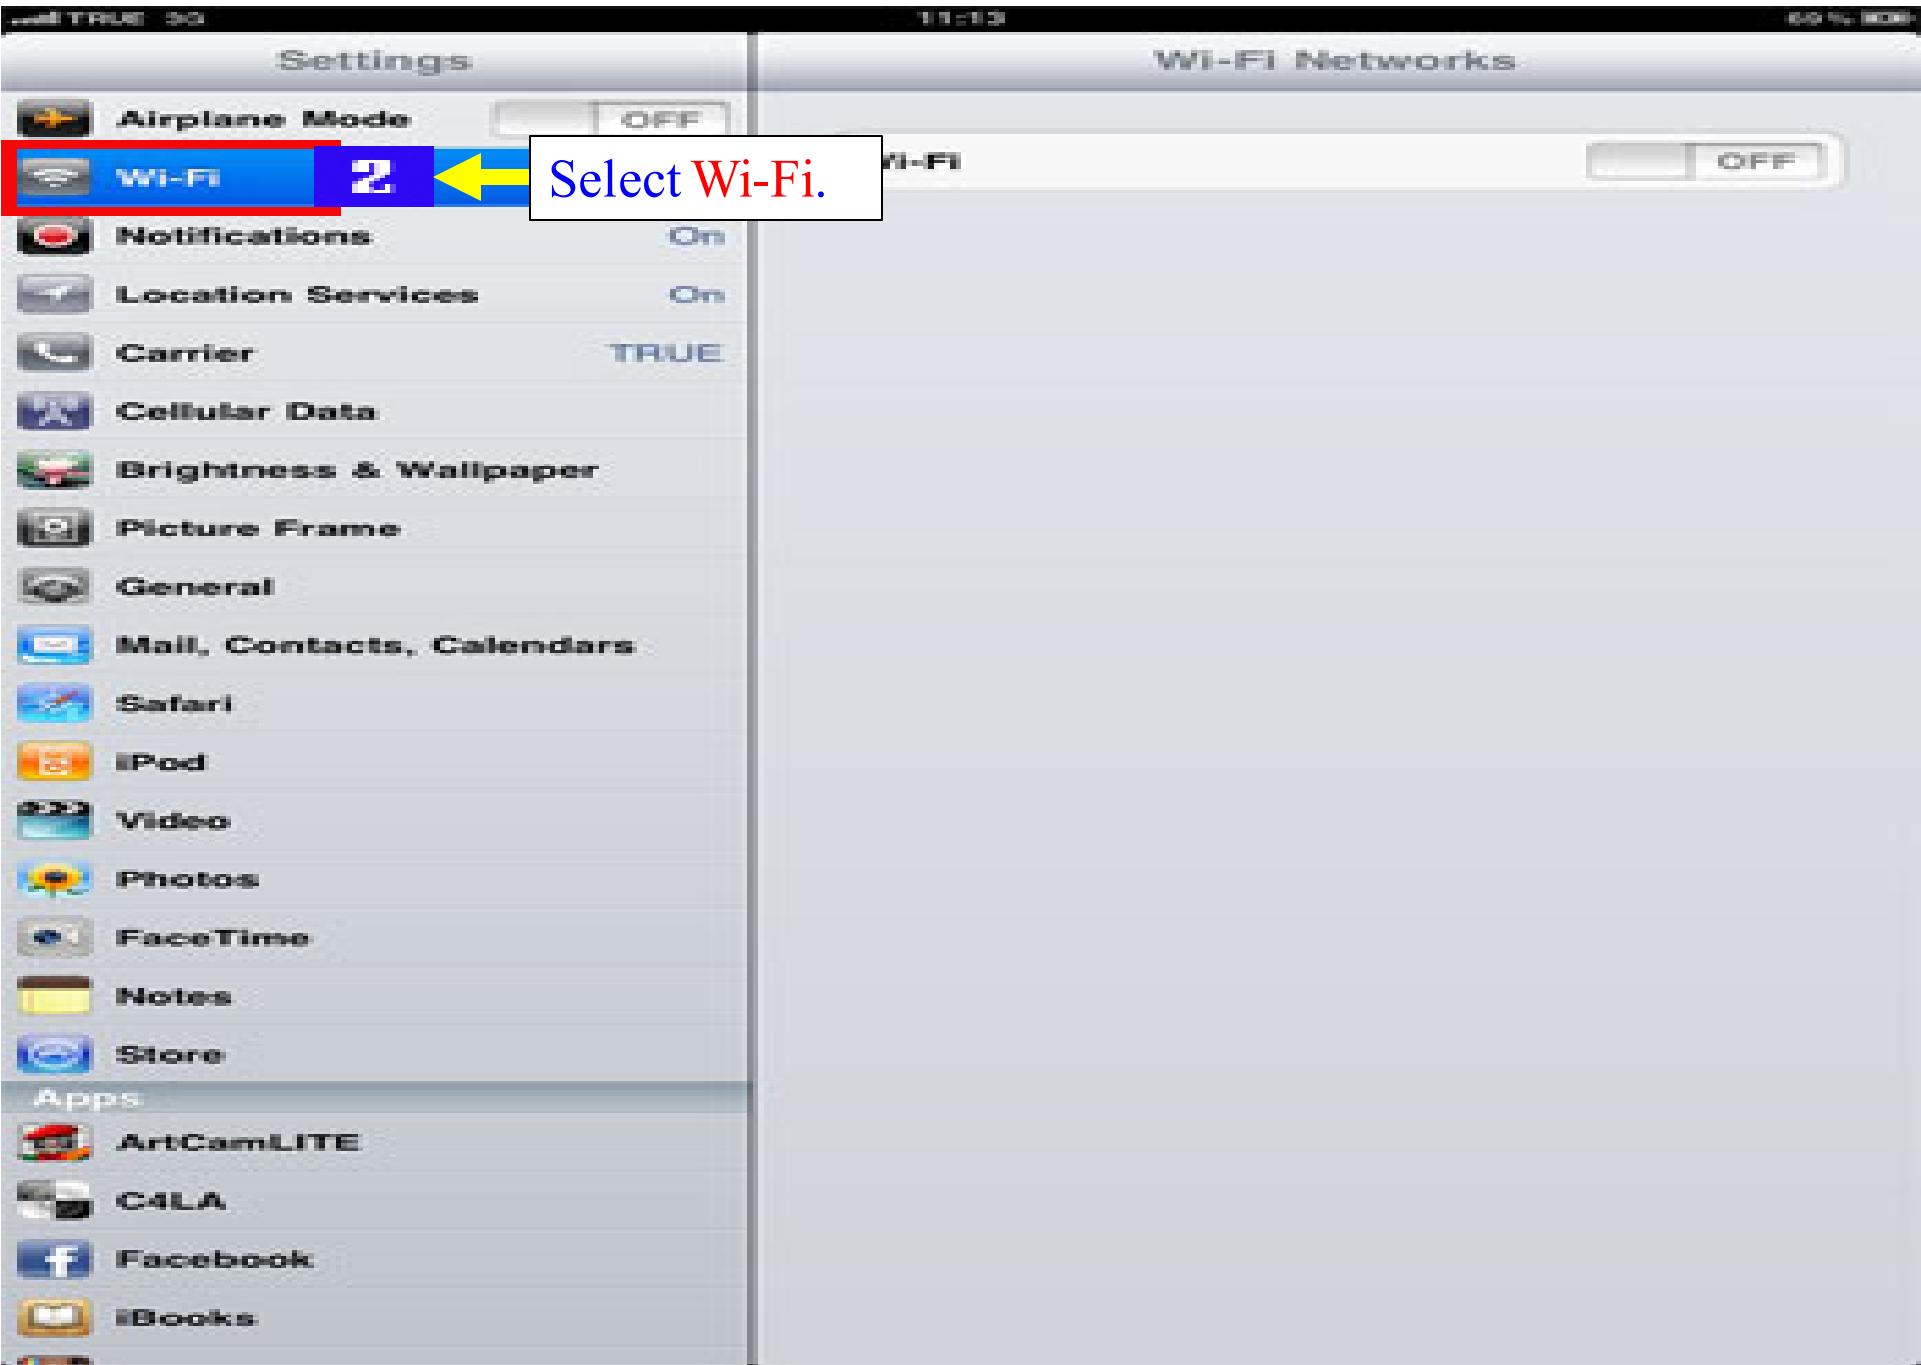 TRUE 3G 11:13 69%
Settings
Wi-Fi Networks
Airplane Mode OFF
Wi-Fi 2 Select Wi-Fi.
Wi-Fi OFF
Notifications On
Location Services On
Carrier TRUE
Cellular Data
Brightness & Wallpaper
Picture Frame
General
Mail, Contacts, Calendars
Safari
iPod
Video
Photos
FaceTime
Notes
Store
Apps
ArtCamLITE
C4LA
Facebook
iBooks